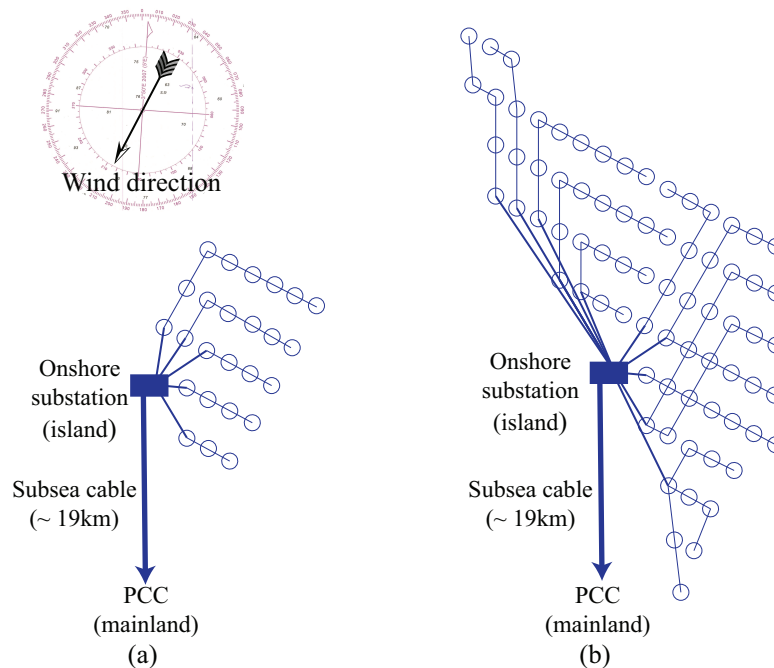 Wind direction
Onshore
substation
(island)
Subsea cable
(~ 19km)
PCC
(mainland)
(a)
Onshore
substation
(island)
Subsea cable
(~ 19km)
PCC
(mainland)
(b)